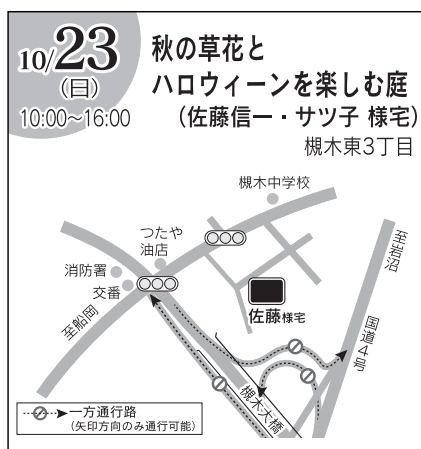 10/23
(日)
10:00~16:00
秋の草花と
ハロウィーンを楽しむ庭
(佐藤信一・サツ子 様宅)
槻木東3丁目
槻木中学校
つたや
油店
消防署
交番
至船岡
佐藤様宅
至岩沼
国道4号
槻木大橋
一方通行路
(矢印方向のみ通行可能)